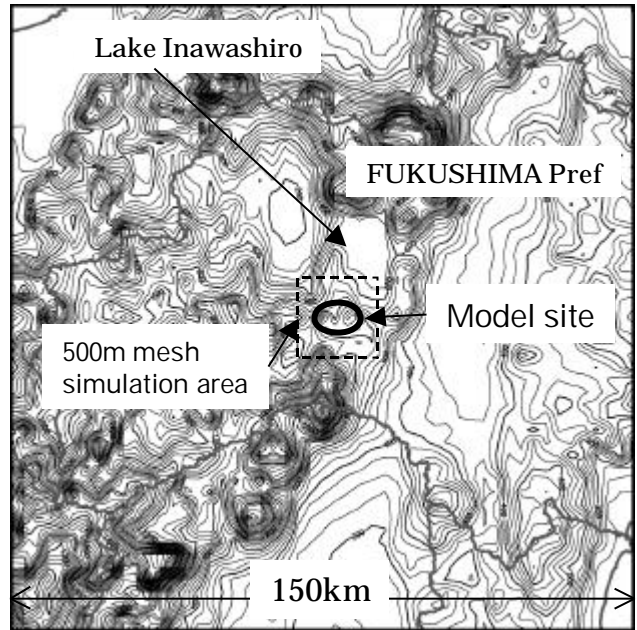 Lake Inawashiro
FUKUSHIMA Pref
Model site
500m mesh
simulation area
150km